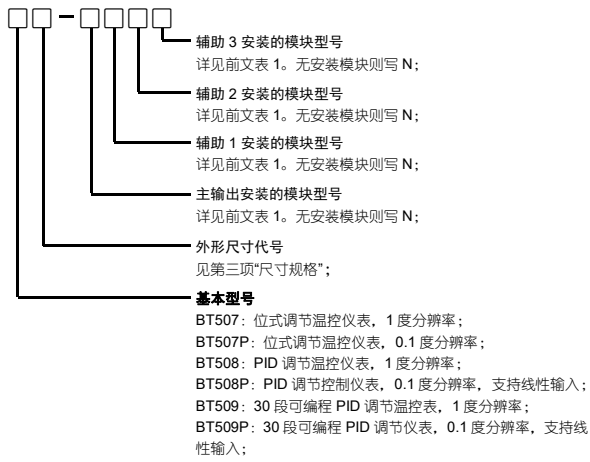 辅助 3 安装的模块型号
详见前文表 1。无安装模块则写 N；
辅助 2 安装的模块型号
详见前文表 1。无安装模块则写 N；
辅助 1 安装的模块型号
详见前文表 1。无安装模块则写 N；
主输出安装的模块型号
详见前文表 1。无安装模块则写 N；
外形尺寸代号
见第三项“尺寸规格”；
基本型号
BT507：位式调节温控仪表，1 度分辨率；
BT507P：位式调节温控仪表，0.1 度分辨率；
BT508：PID 调节温控仪表，1 度分辨率；
BT508P：PID 调节控制仪表，0.1 度分辨率，支持线性输入；
BT509：30 段可编程 PID 调节温控表，1 度分辨率；
BT509P：30 段可编程 PID 调节仪表，0.1 度分辨率，支持线
性输入；